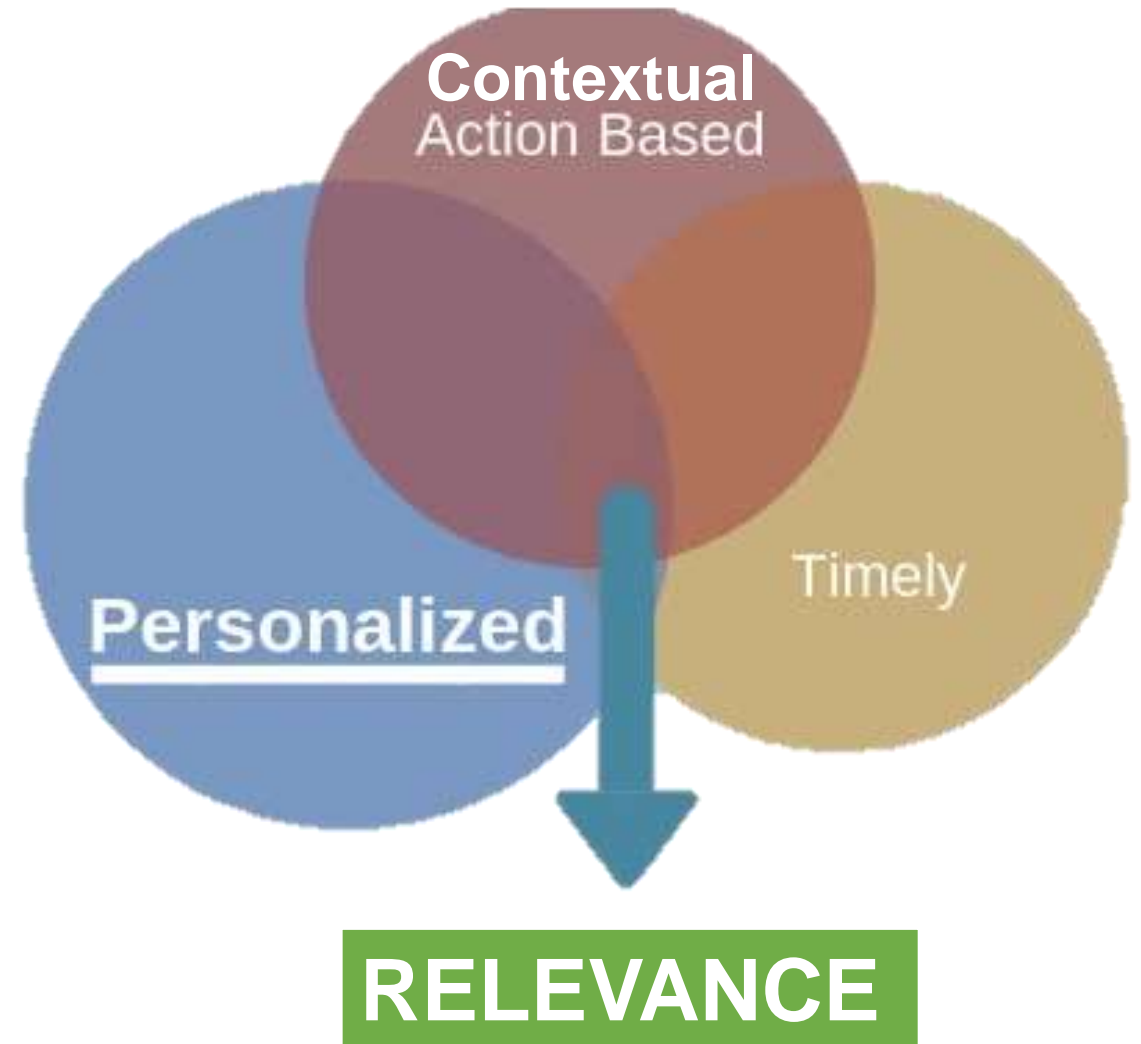 Contextual
Action Based
Timely
Personalized
RELEVANCE